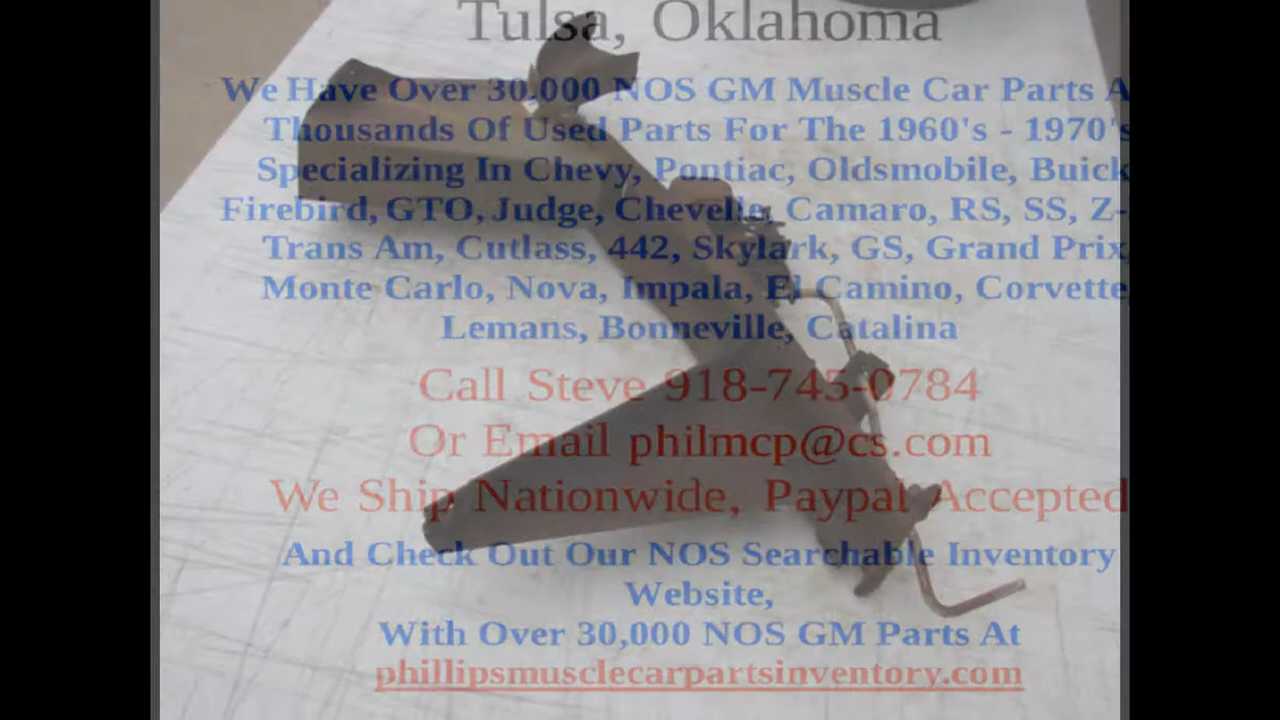 Tulsa, Oklahoma
We Have Over 30,000 NOS GM Muscle Car Parts
Thousands Of Used Parts For The 1960's - 1970's
Specializing In Chevy, Pontiac, Oldsmobile, Buick
Firebird, GTO, Judge, Chevelle, Camaro, RS, SS, Z-
Trans Am, Cutlass, 442, Skylark, GS, Grand Prix,
Monte Carlo, Nova, Impala, El Camino, Corvette
Lemans, Bonneville, Catalina
Call Steve 918-745-0784
Or Email philmcp@cs.com
We Ship Nationwide, Paypal Accepted
And Check Out Our NOS Searchable Inventory
Website,
With Over 30,000 NOS GM Parts At
phillipsmusclecarpartsinventory.com